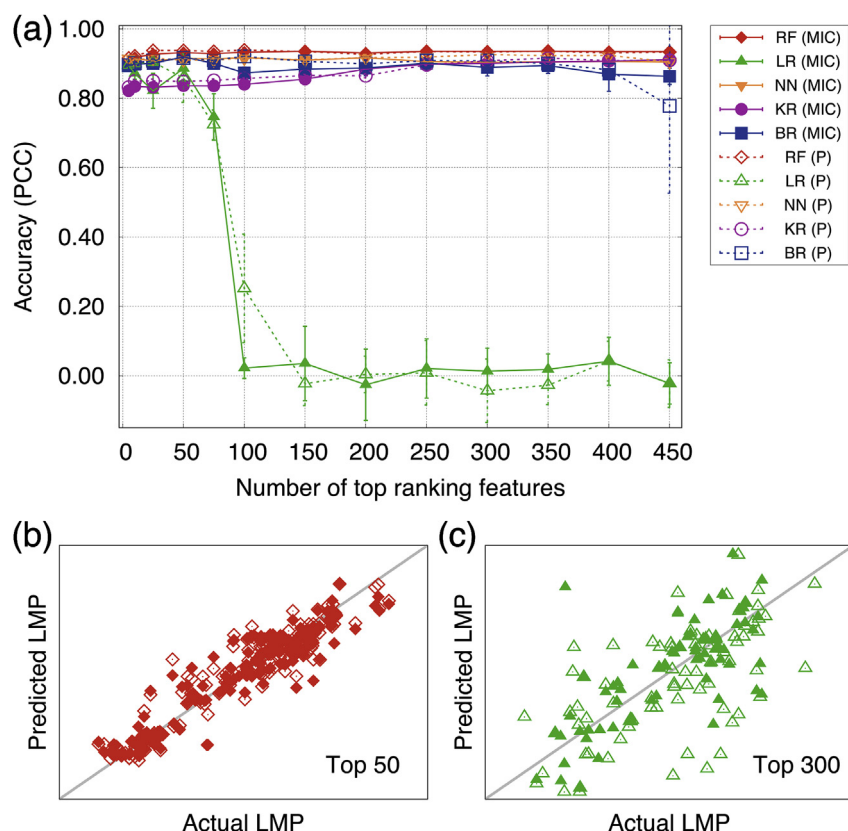 (a)
1.00
0.80
0.60
0.40
0.20
0.00
Accuracy (PCC)
0 50 100 150 200 250 300 350 400 450
Number of top ranking features
RF (MIC)
LR (MIC)
NN (MIC)
KR (MIC)
BR (MIC)
RF (P)
LR (P)
NN (P)
KR (P)
BR (P)
(b)
Predicted LMP
Top 50
Actual LMP
(c)
Predicted LMP
Top 300
Actual LMP